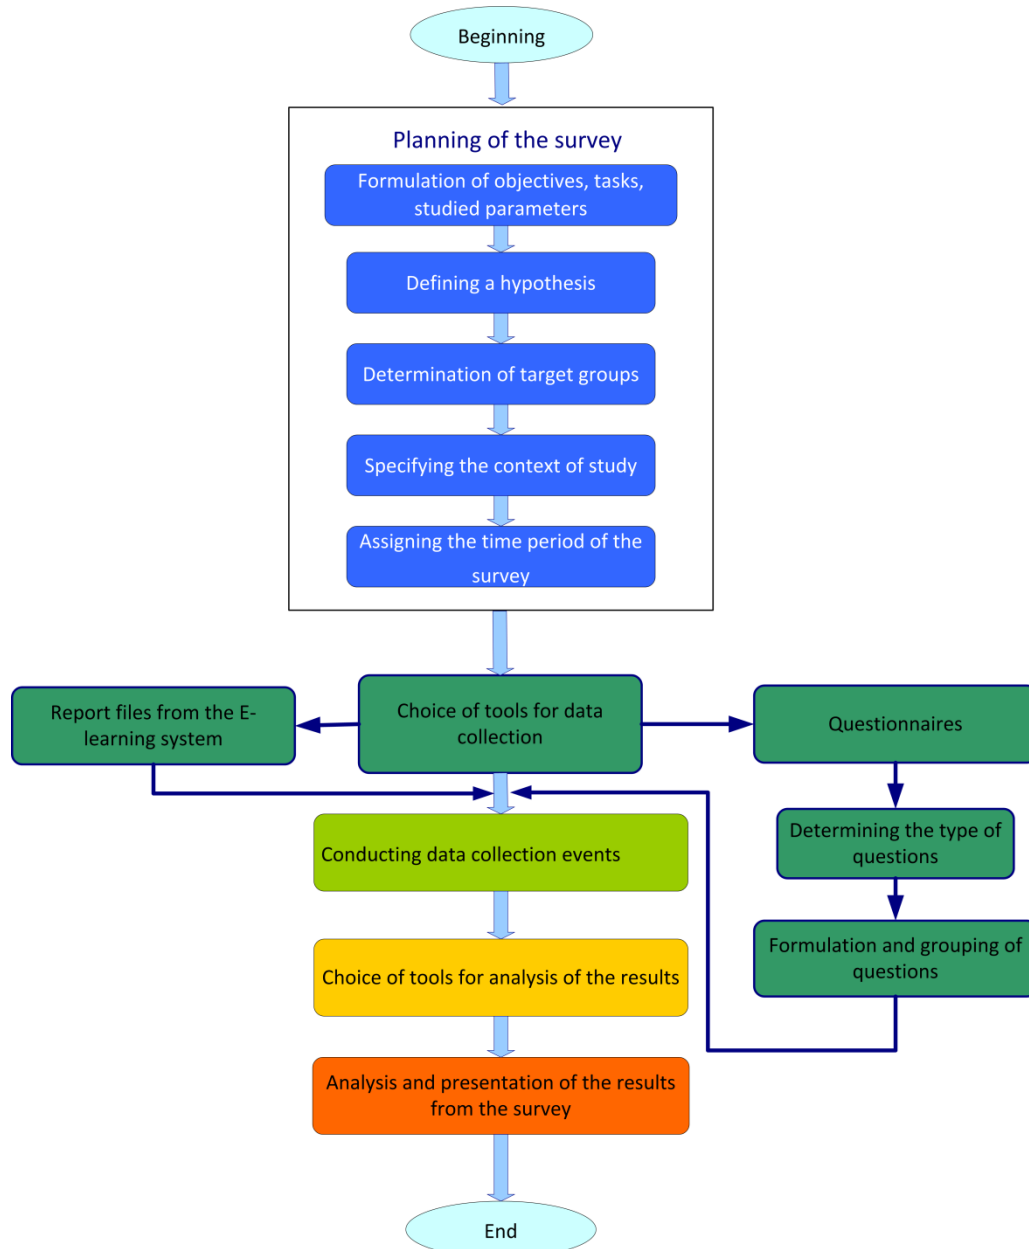 Beginning
Planning of the survey
Formulation of objectives, tasks,
studied parameters
Defining a hypothesis
Determination of target groups
Specifying the context of study
Assigning the time period of the
survey
Report files from the E-
learning system
Choice of tools for data
collection
Questionnaires
Determining the type of
questions
Formulation and grouping of
questions
Conducting data collection events
Choice of tools for analysis of the results
Analysis and presentation of the results
from the survey
End